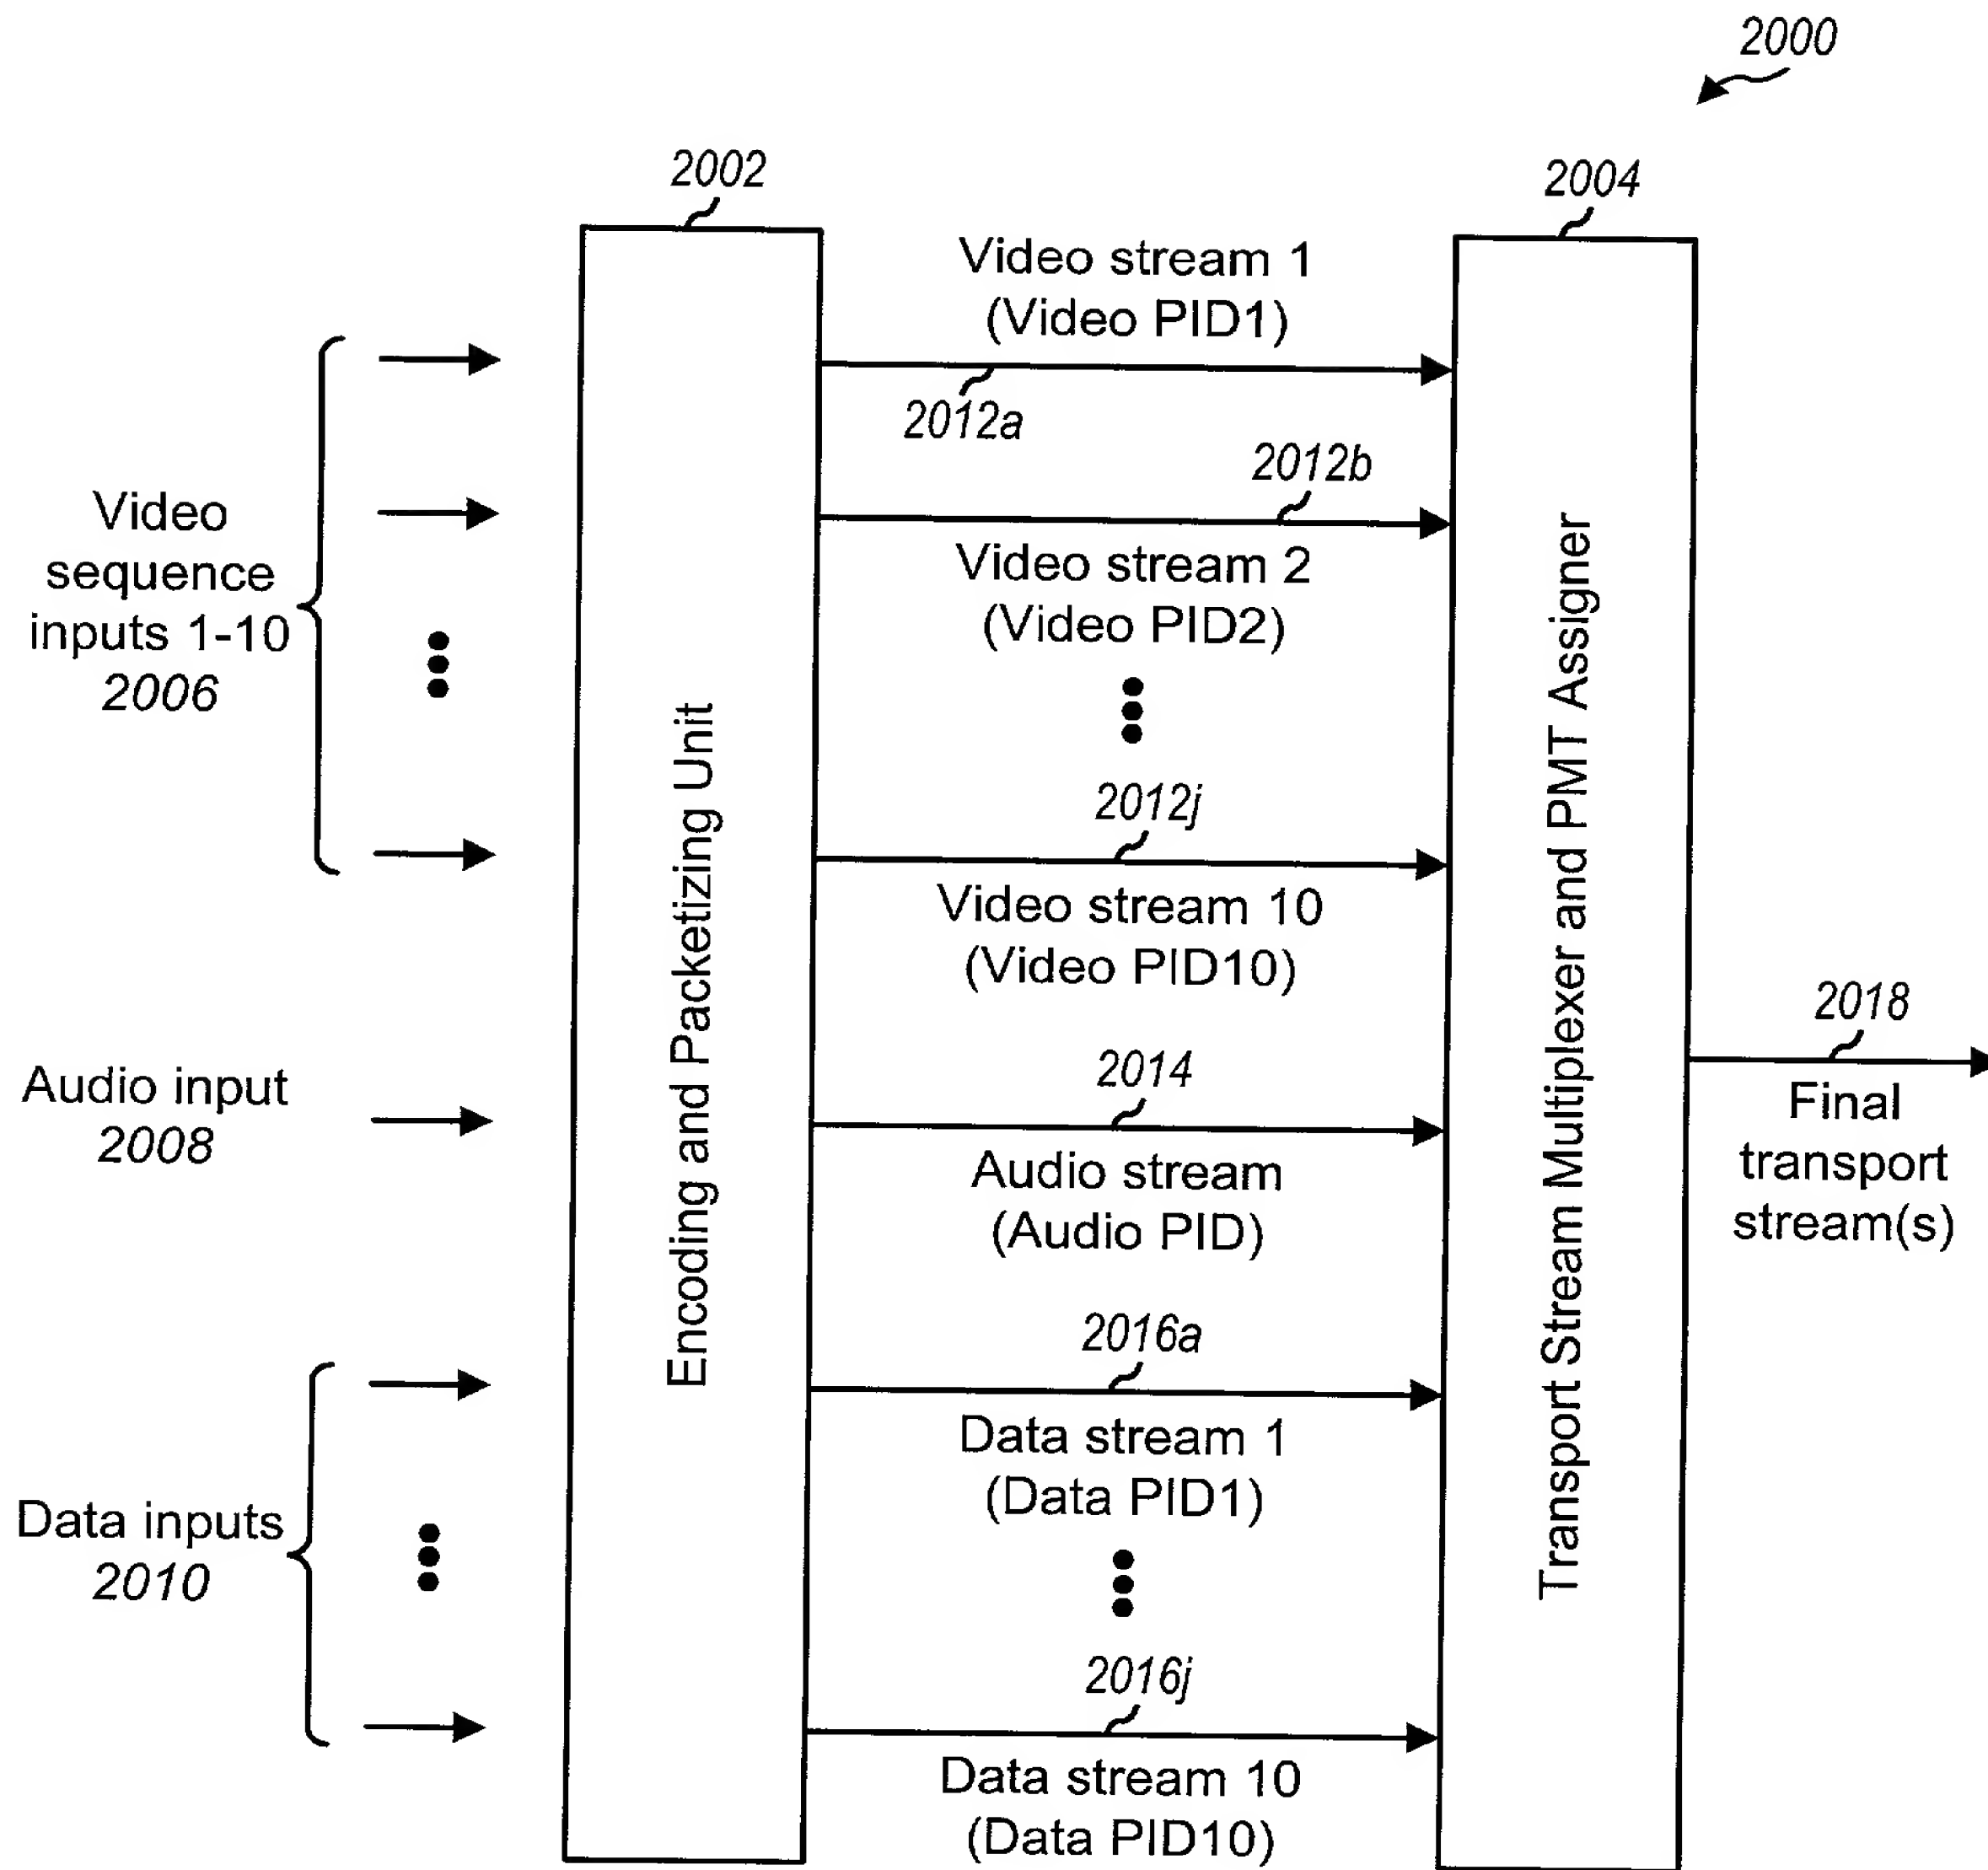 2000
2002
2004
Video stream 1
(Video PID1)
2012a
2012b
Video
sequence
inputs 1-10
2006
Video stream 2
(Video PID2)
2012j
Video stream 10
(Video PID10)
Encoding and Packetizing Unit
Transport Stream Multiplexer and PMT Assigner
2018
Final
transport
stream(s)
Audio input
2008
2014
Audio stream
(Audio PID)
2016a
Data stream 1
(Data PID1)
Data inputs
2010
2016j
Data stream 10
(Data PID10)